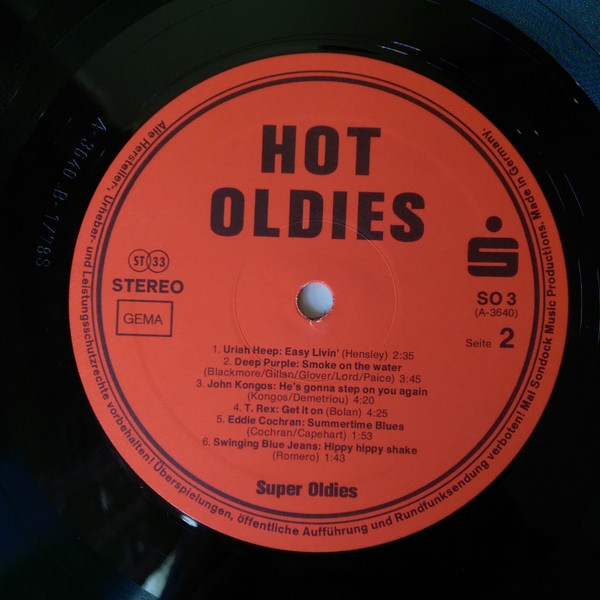 HOT
OLDIES
ST 33
STEREO
GEMA
S
SO 3
(A-3640)
Seite 2
1. Uriah Heep: Easy Livin' (Hensley) 2:35
2. Deep Purple: Smoke on the water
(Blackmore/Gillan/Glover/Lord/Paice) 3:45
3. John Kongos: He's gonna step on you again
(Kongos/Demetriou) 4:20
4. T. Rex: Get it on (Bolan) 4:25
5. Eddie Cochran: Summertime Blues
(Cochran/Capehart) 1:53
6. Swinging Blue Jeans: Hippy hippy shake
(Romero) 1:43
Super Oldies
Alle Hersteller-, Urheber- und Leistungsschutzrechte vorbehalten! Überspielungen, öffentliche Aufführung und Rundfunksendung verboten! Mal Sondock Music Productions. Made in Germany.